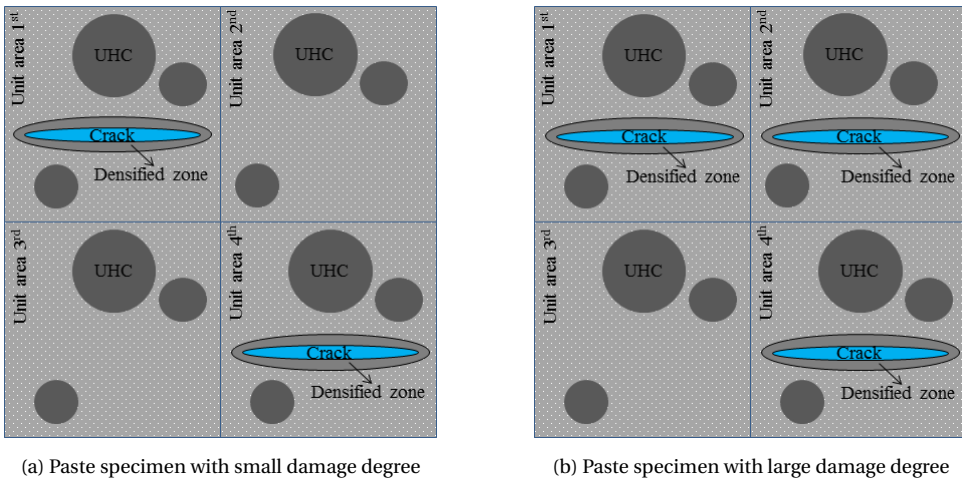 Unit area 1st
UHC
Crack
Densified zone
Unit area 2nd
UHC
Unit area 3rd
UHC
Unit area 4th
UHC
Crack
Densified zone
(a) Paste specimen with small damage degree
Unit area 1st
UHC
Crack
Densified zone
Unit area 2nd
UHC
Crack
Densified zone
Unit area 3rd
UHC
Unit area 4th
UHC
Crack
Densified zone
(b) Paste specimen with large damage degree